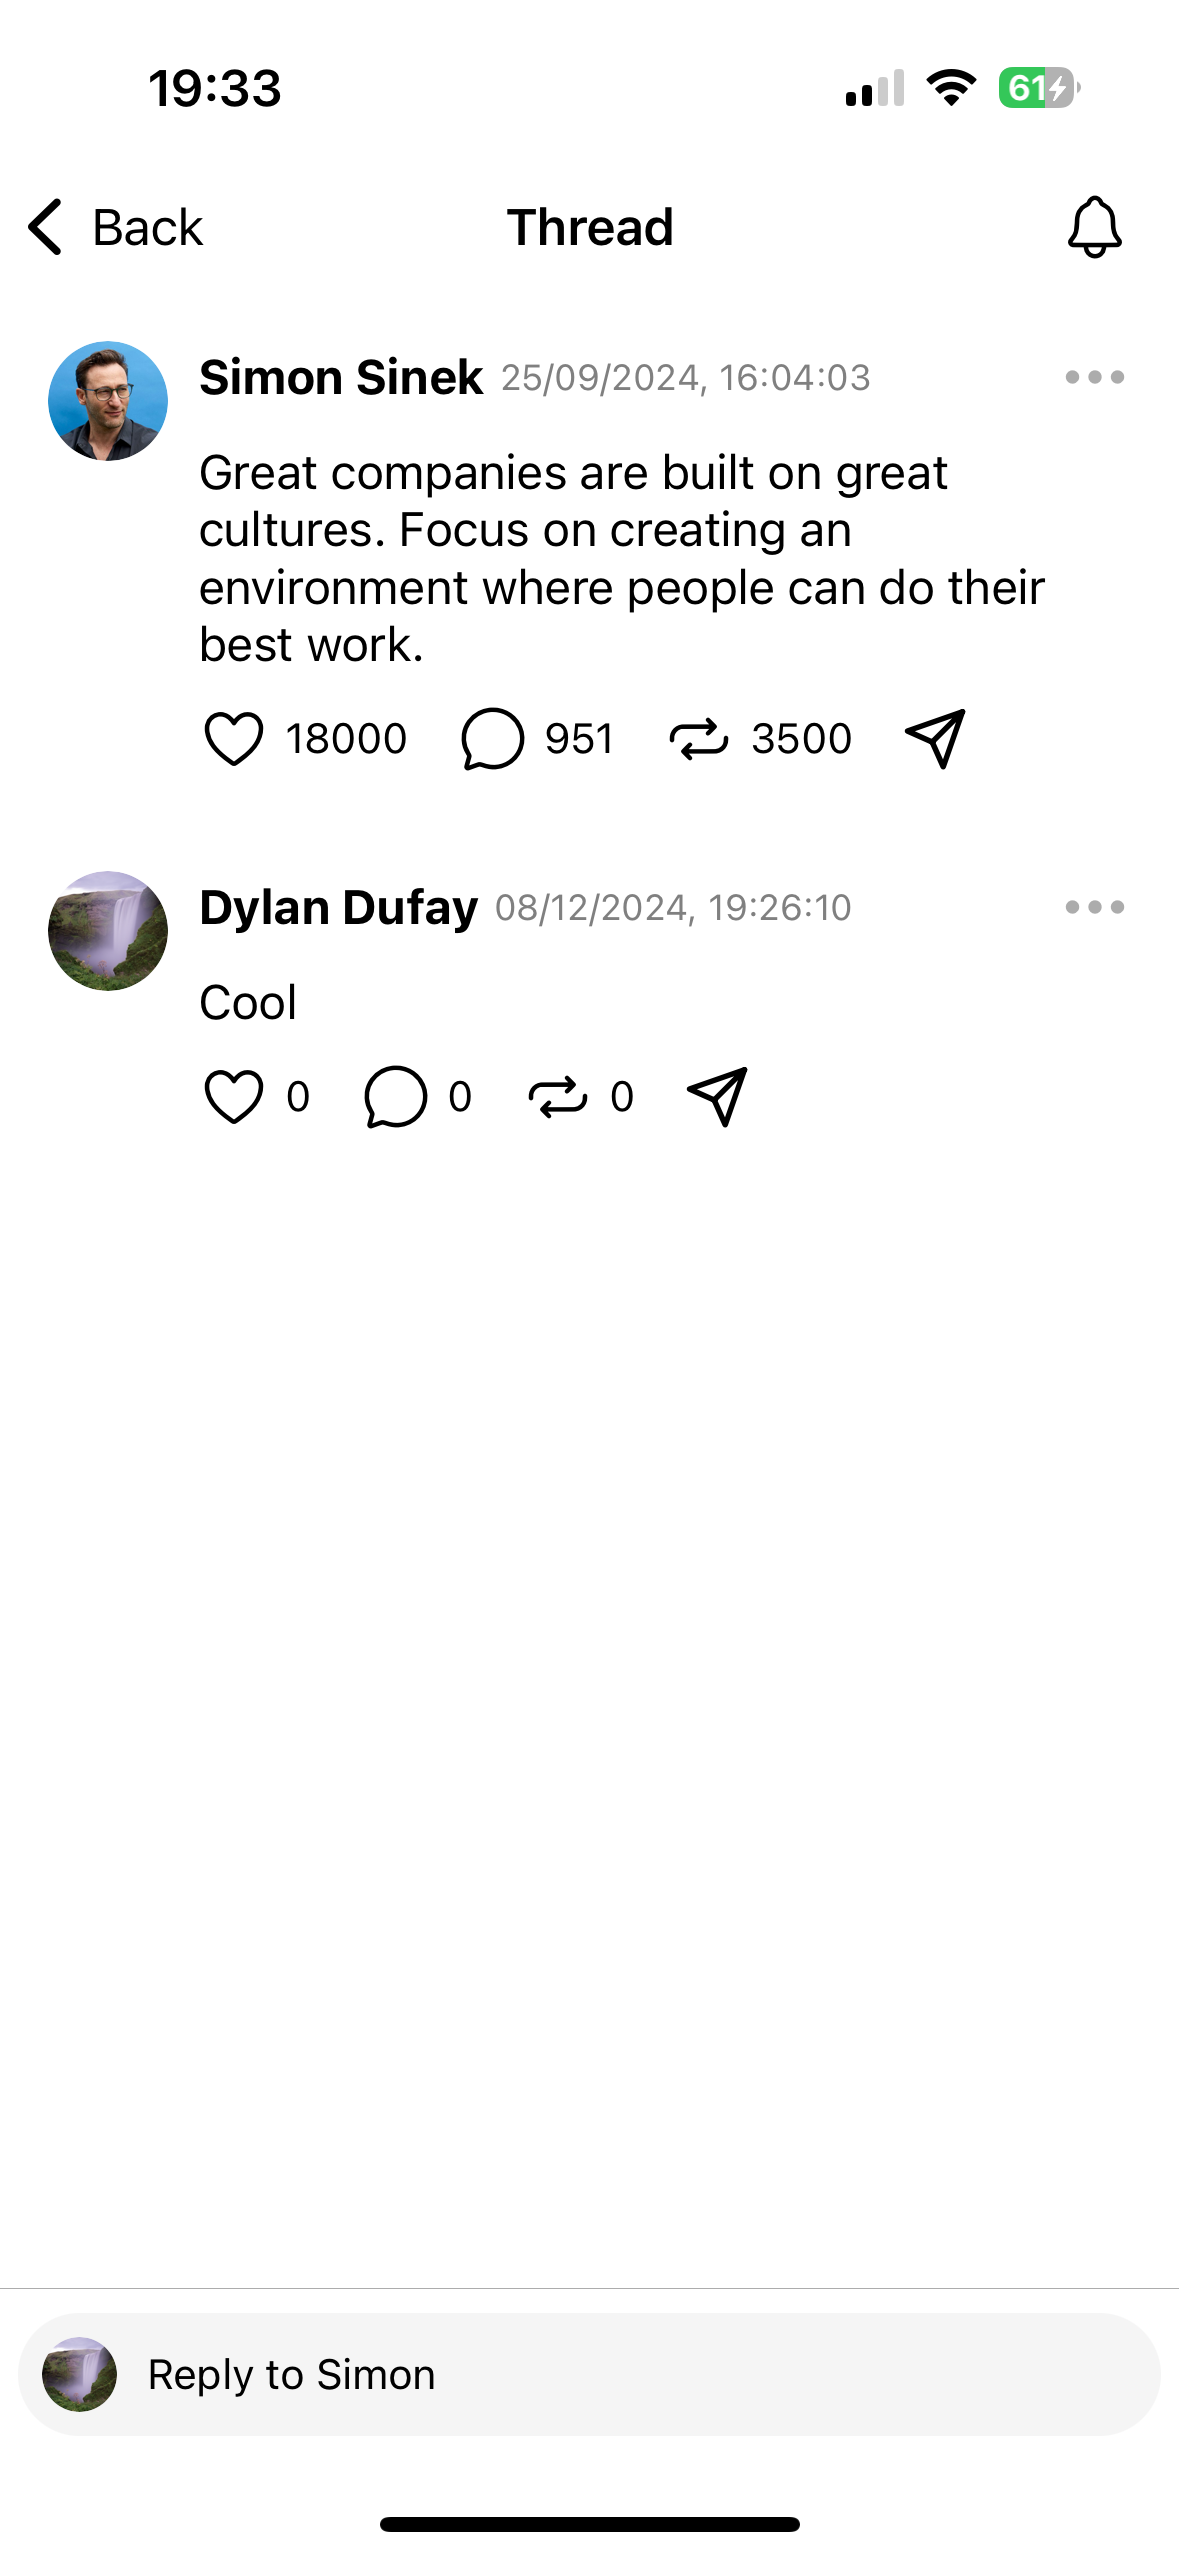 19:33
61
Back
Thread
Simon Sinek 25/09/2024, 16:04:03
Great companies are built on great
cultures. Focus on creating an
environment where people can do their
best work.
18000 951 3500
Dylan Dufay 08/12/2024, 19:26:10
Cool
0 0 0
Reply to Simon